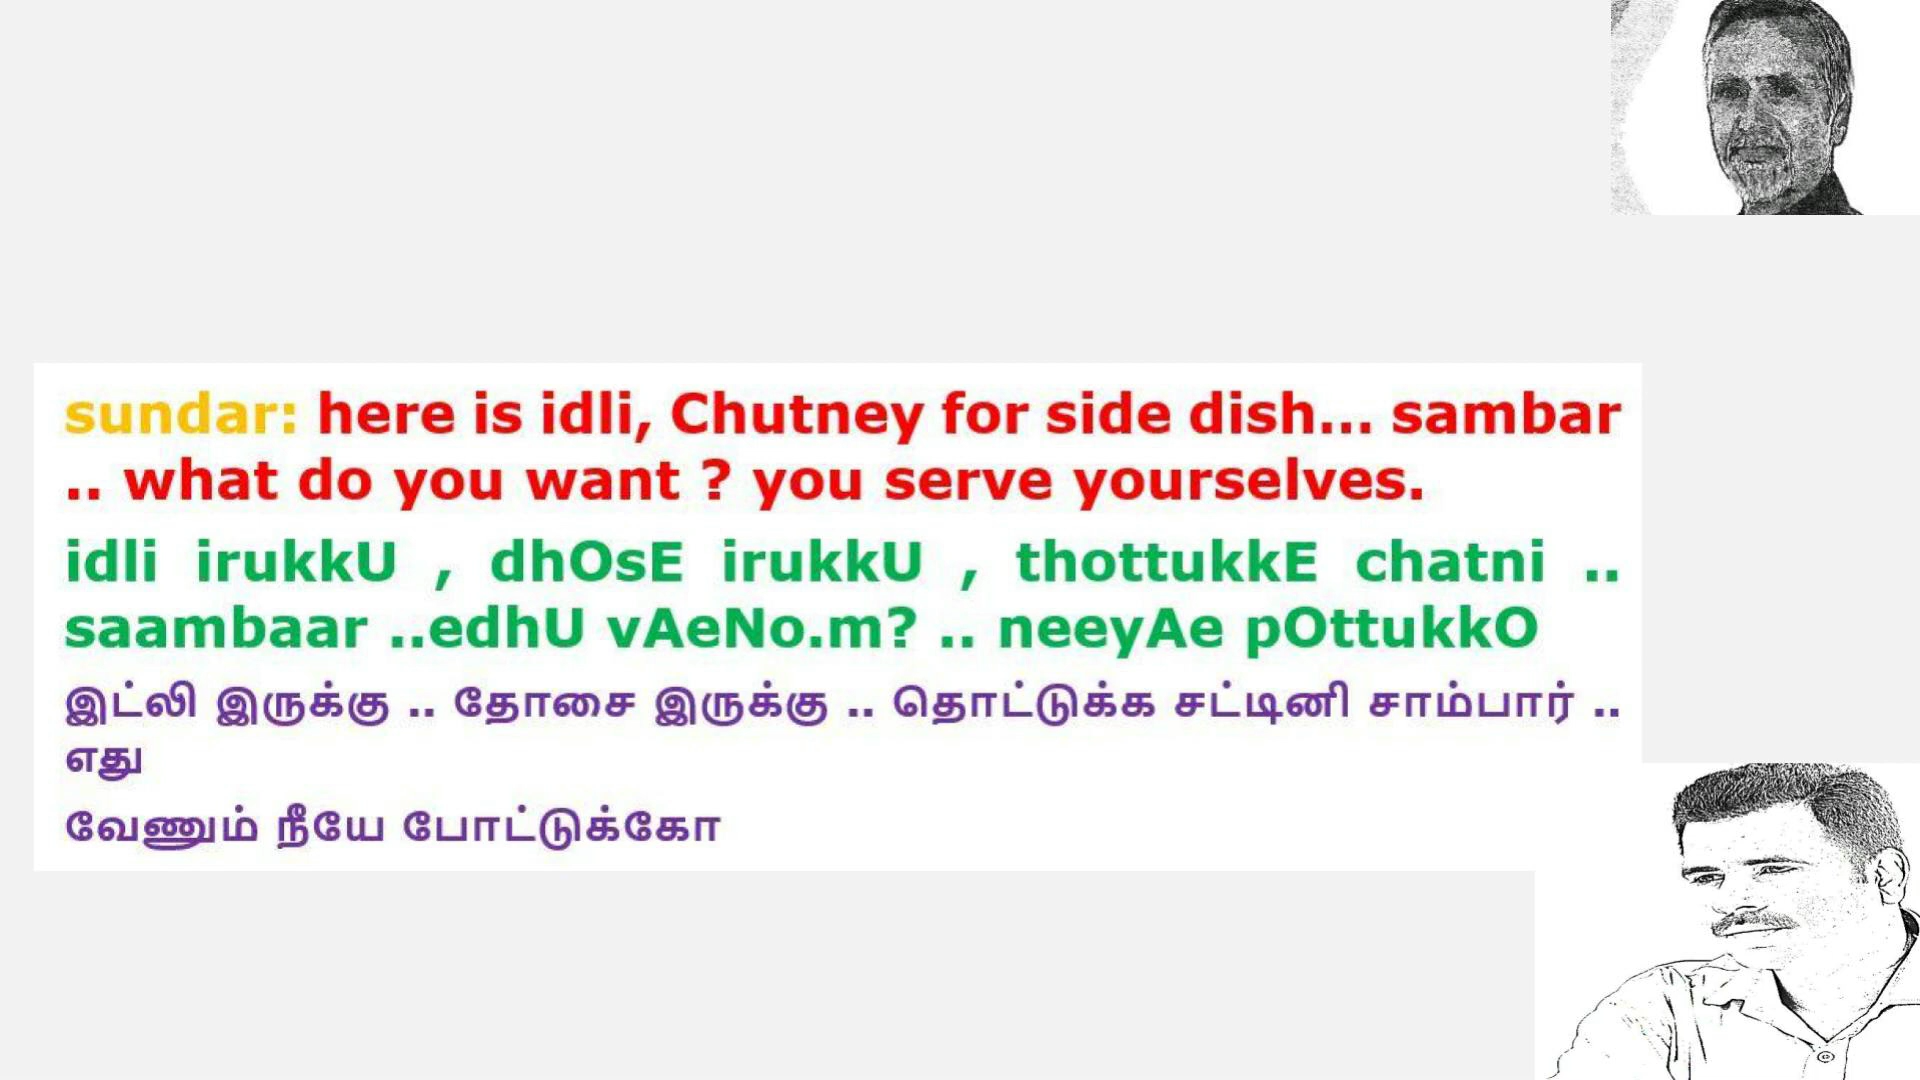 sundar: here is idli, Chutney for side dish... sambar
.. what do you want ? you serve yourselves.
idli irukkU , dhOsE irukkU , thottukkE chatni ..
saambaar ..edhU vAeNo.m? .. neeyAe pOttukkO
இட்லி இருக்கு .. தோசை இருக்கு .. தொட்டுக்க சட்டினி சாம்பார் ..
எது
வேணும் நீயே போட்டுக்கோ